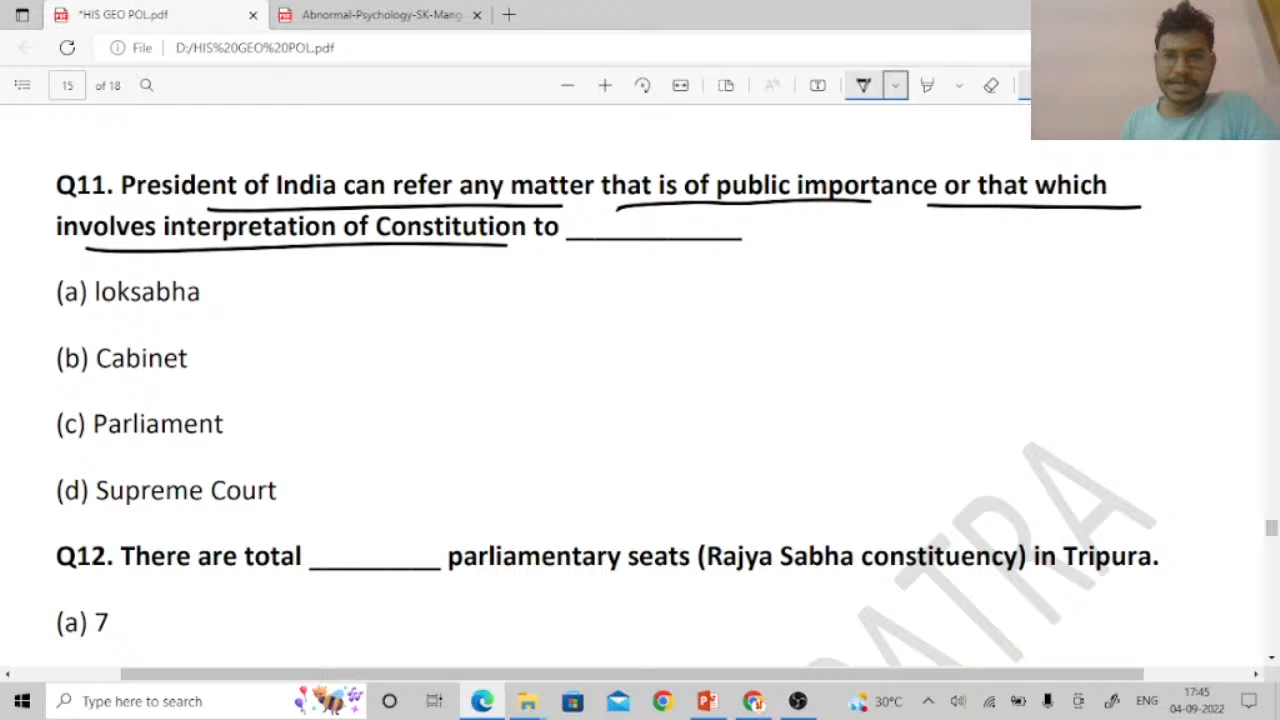 *HIS GEO POL.pdf
Abnormal-Psychology-SK-Mang
File D:/HIS%20GEO%20POL.pdf
15 of 18
Q11. President of India can refer any matter that is of public importance or that which
involves interpretation of Constitution to ____________
(a) loksabha
(b) Cabinet
(c) Parliament
(d) Supreme Court
Q12. There are total _________ parliamentary seats (Rajya Sabha constituency) in Tripura.
(a) 7
PATRA
Type here to search
30°C
ENG
17:45
04-09-2022